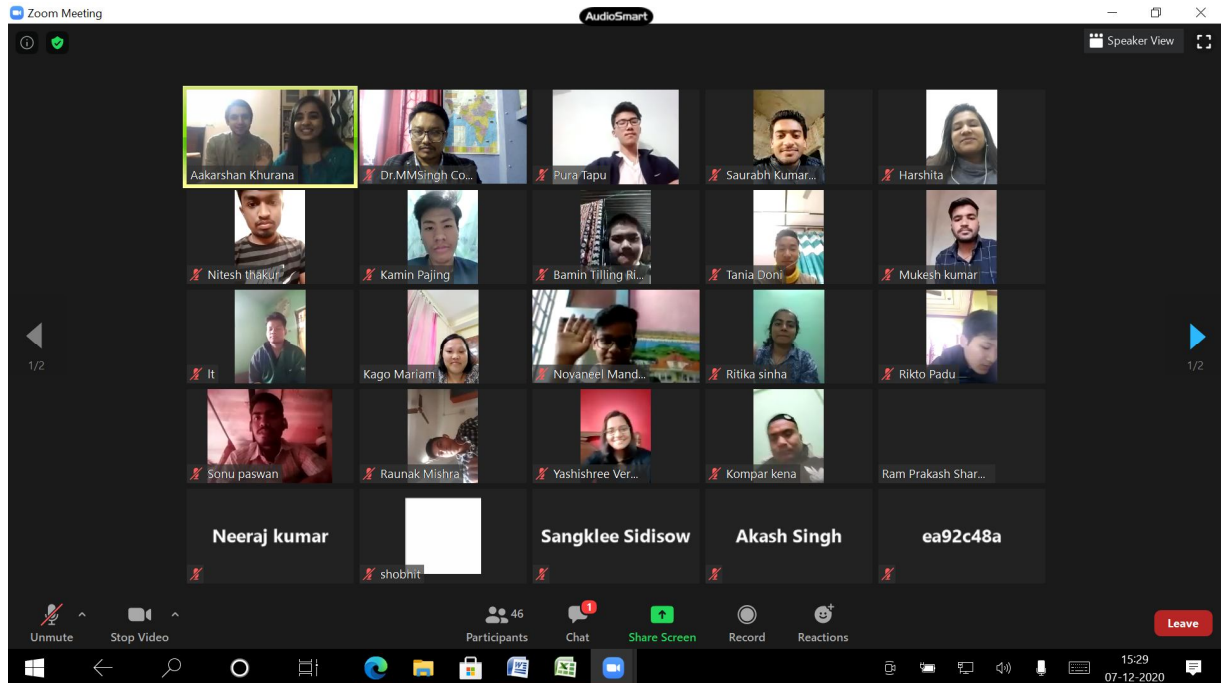 Zoom Meeting
AudioSmart
Speaker View
Aakarshan Khurana
Dr.MMSingh Co...
Pura Tapu
Saurabh Kumar...
Harshita
Nitesh thakur
Kamin Pajing
Bamin Tilling Ri...
Tania Doni
Mukesh kumar
1/2
lt
Kago Mariam
Novaneel Mand...
Ritika sinha
Rikto Padu
1/2
Sonu paswan
Raunak Mishra
Yashishree Ver...
Kompar kena
Ram Prakash Shar...
Neeraj kumar
shobhit
Sangklee Sidisow
Akash Singh
ea92c48a
Unmute
Stop Video
46
Participants
1
Chat
Share Screen
Record
Reactions
Leave
15:29
07-12-2020